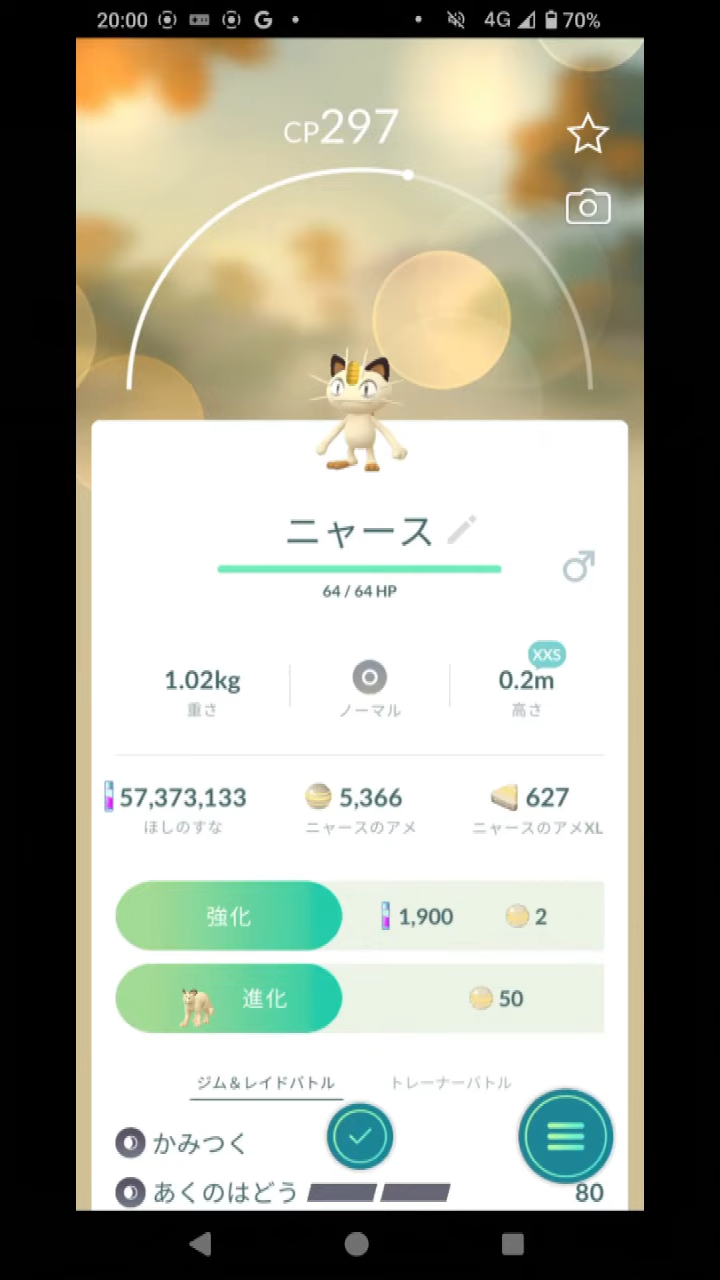 20:00 G 4G 70%
CP297
ニャース
64 / 64 HP
XXS
1.02kg 0.2m
重さ ノーマル 高さ
57,373,133 5,366 627
ほしのすな ニャースのアメ ニャースのアメXL
強化 1,900 2
進化 50
ジム＆レイドバトル トレーナーバトル
かみつく
あくのはどう 80